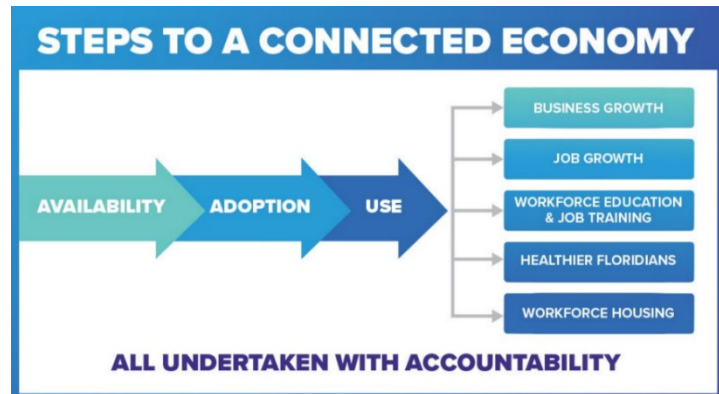 STEPS TO A CONNECTED ECONOMY
AVAILABILITY
ADOPTION
USE
BUSINESS GROWTH
JOB GROWTH
WORKFORCE EDUCATION
& JOB TRAINING
HEALTHIER FLORIDIANS
WORKFORCE HOUSING
ALL UNDERTAKEN WITH ACCOUNTABILITY